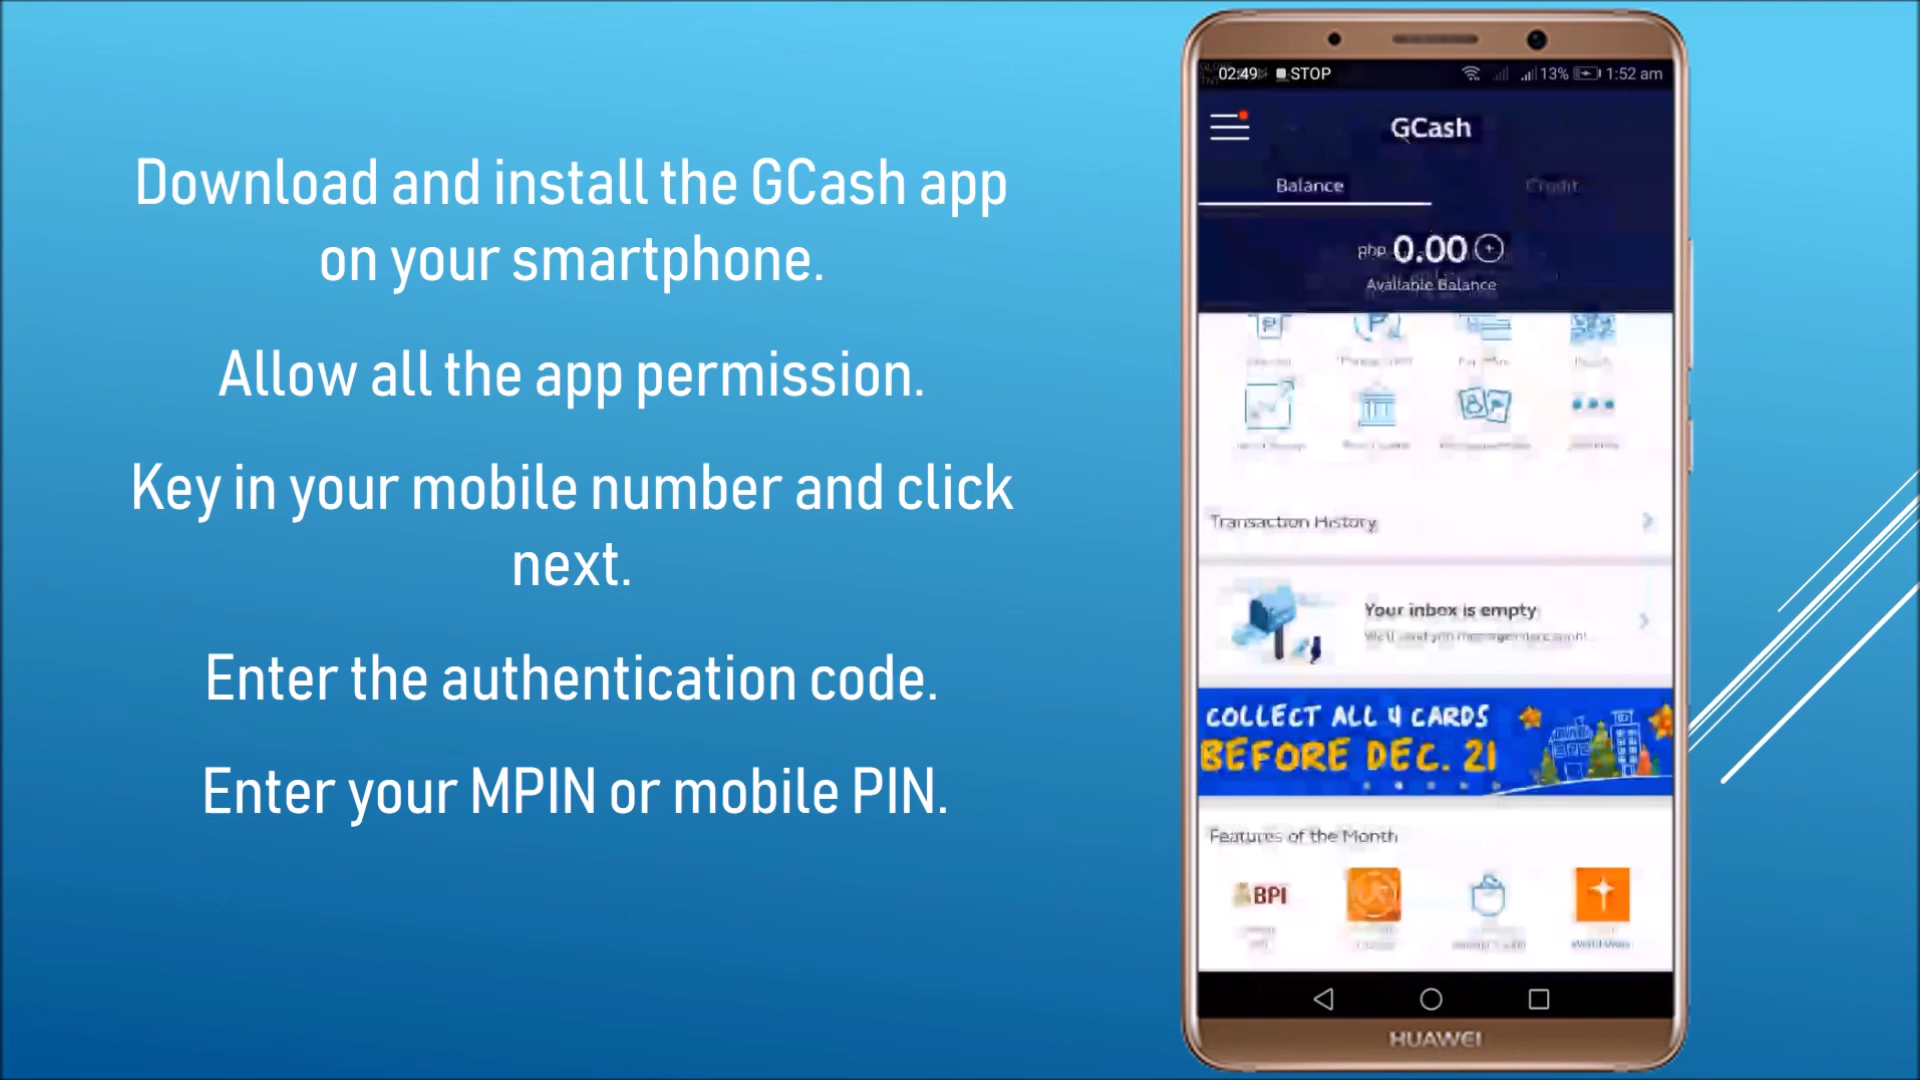 Download and install the GCash app
on your smartphone.
Allow all the app permission.
Key in your mobile number and click
next.
Enter the authentication code.
Enter your MPIN or mobile PIN.
02:49 STOP 13% 1:52 am
GCash
Balance Credit
php 0.00
Available Balance
Transaction History
Your inbox is empty
COLLECT ALL 4 CARDS
BEFORE DEC. 21
Features of the Month
BPI
HUAWEI